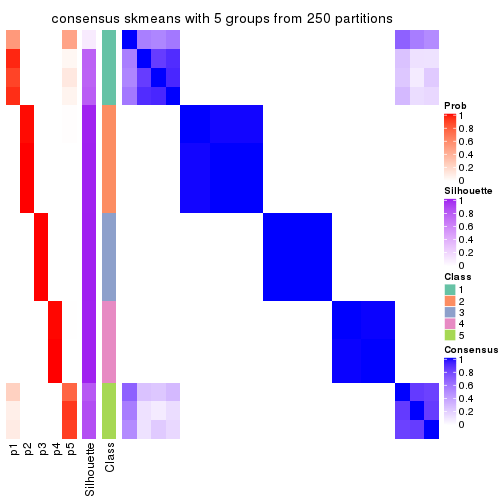 consensus skmeans with 5 groups from 250 partitions
Prob
1
0.8
0.6
0.4
0.2
0
Silhouette
1
0.8
0.6
0.4
0.2
0
Class
1
2
3
4
5
Consensus
1
0.8
0.6
0.4
0.2
0
p1
p2
p3
p4
p5
Silhouette
Class